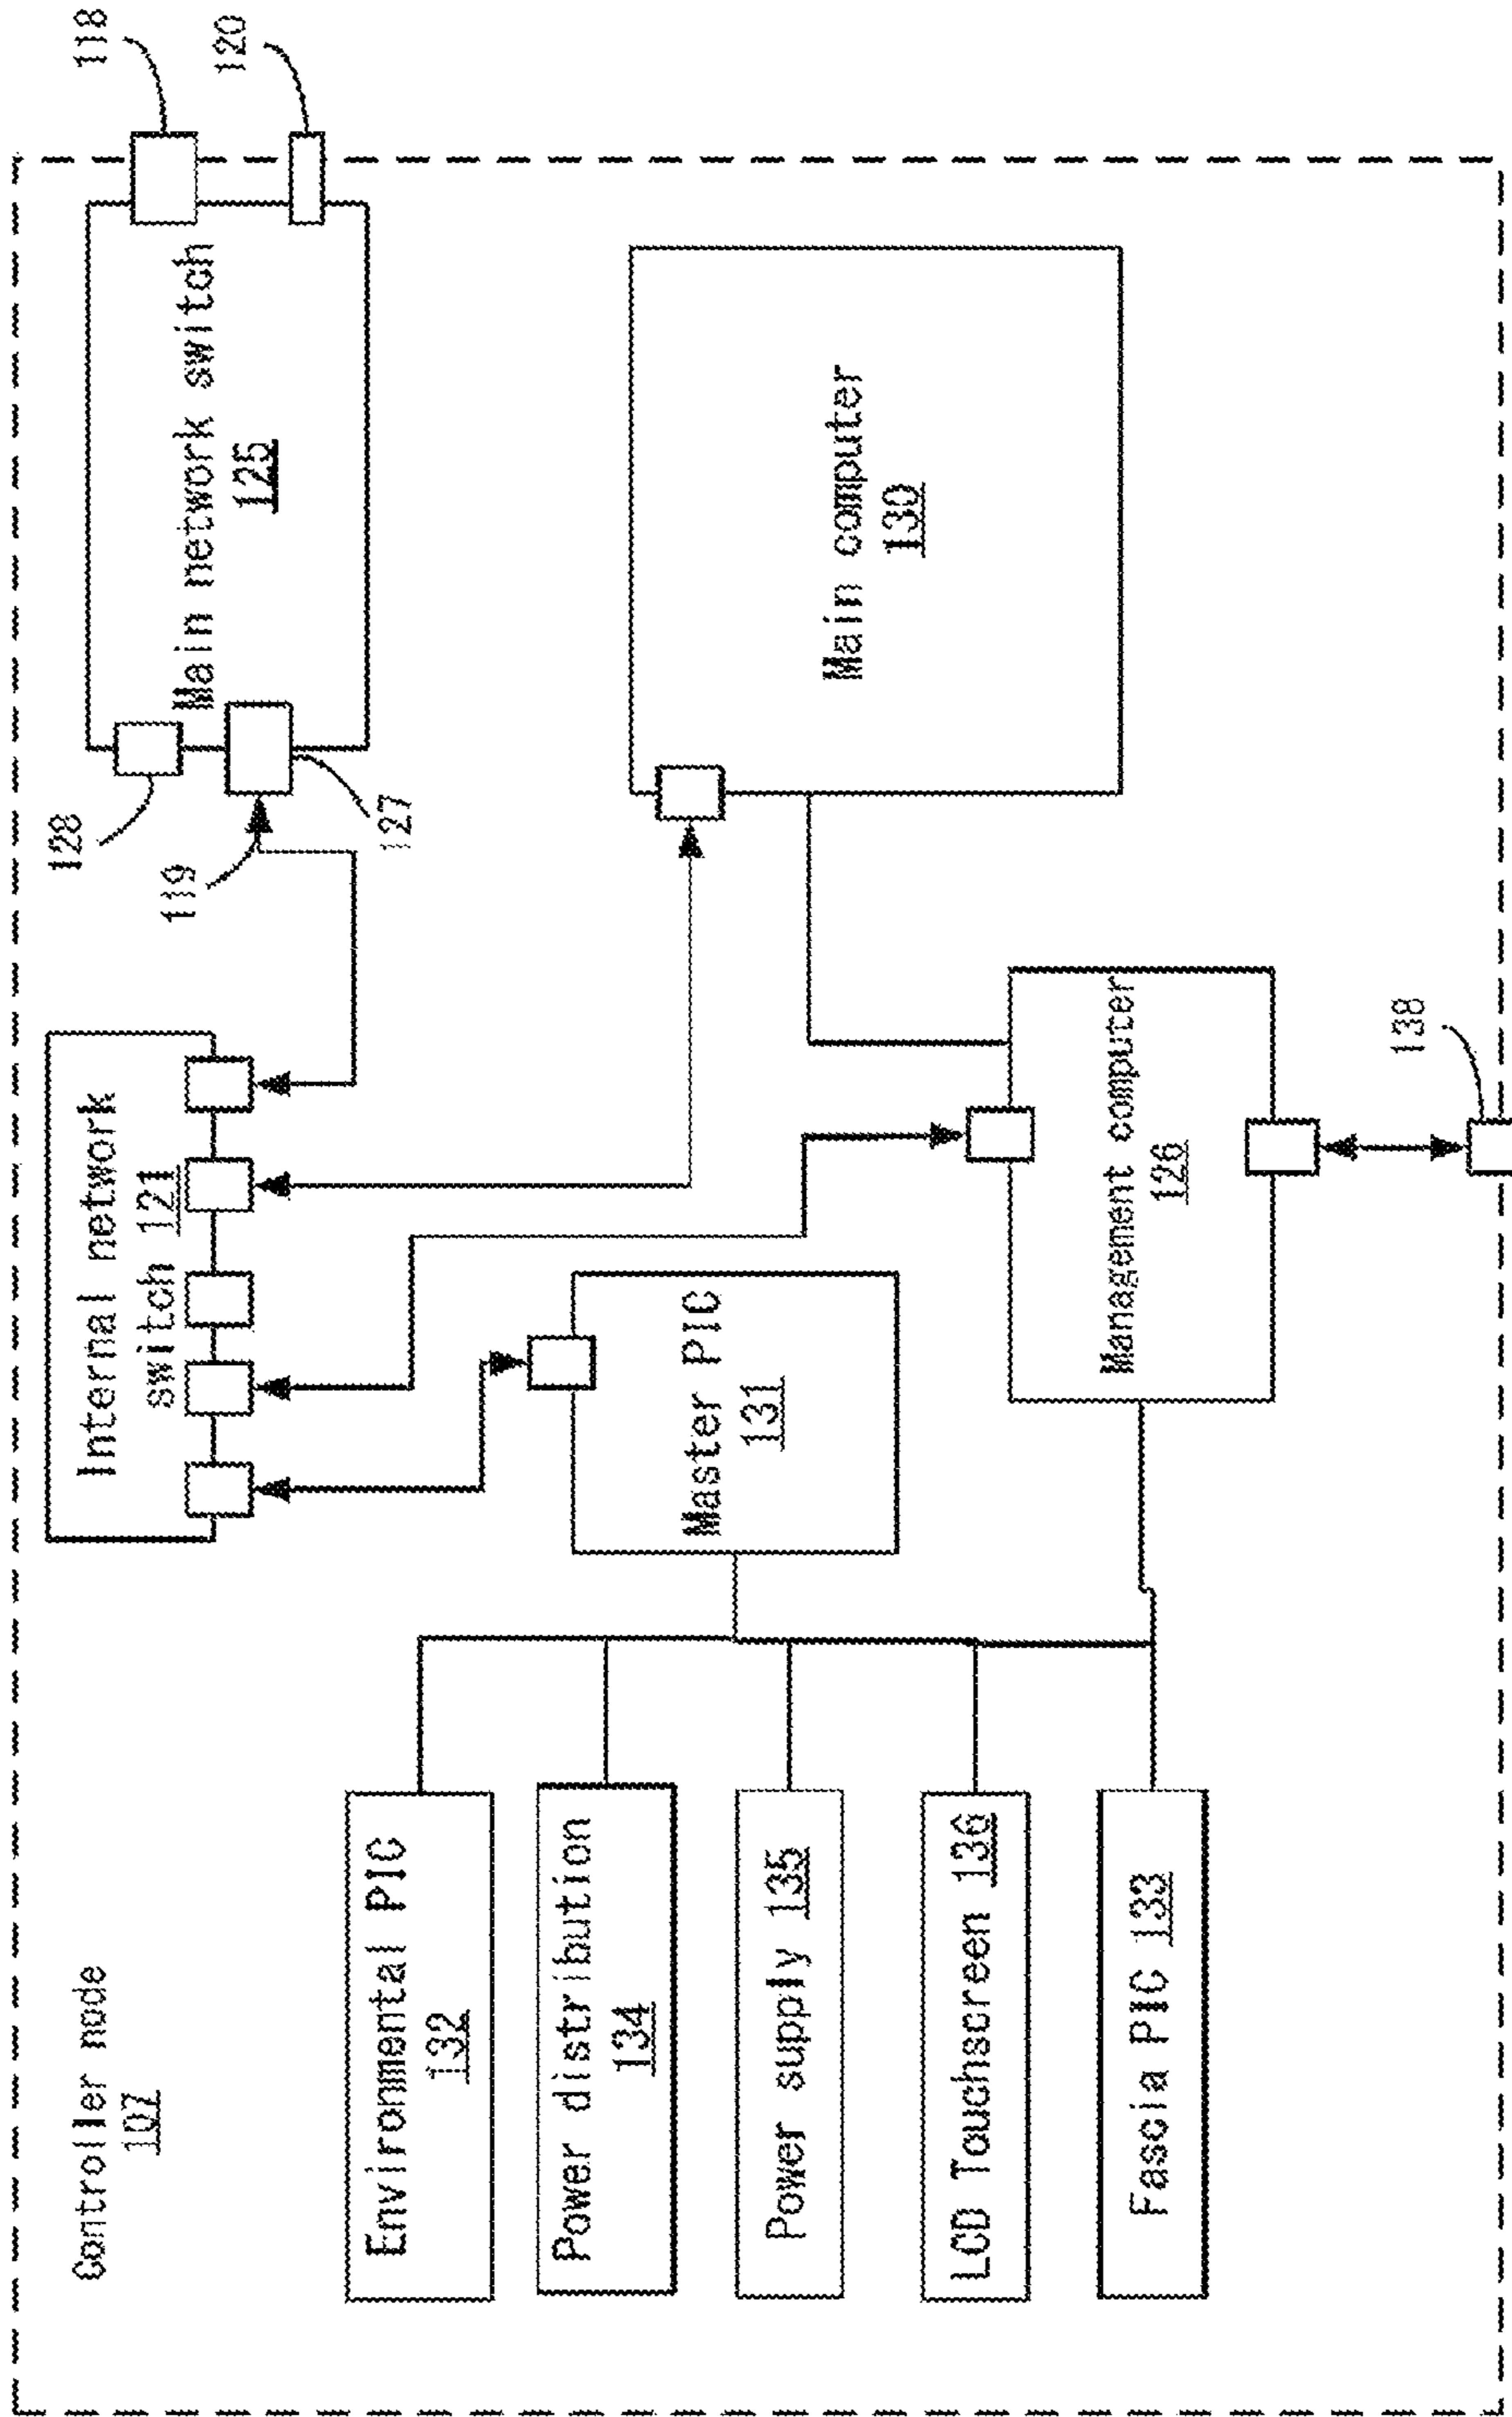 Controller node
107
Internal network
switch 121
128
119
127
Main network switch
125
118
120
Environmental PIC
132
Power distribution
134
Power supply 135
LCD Touchscreen 136
Fascia PIC 133
Master PIC
131
Main computer
130
Management computer
126
138